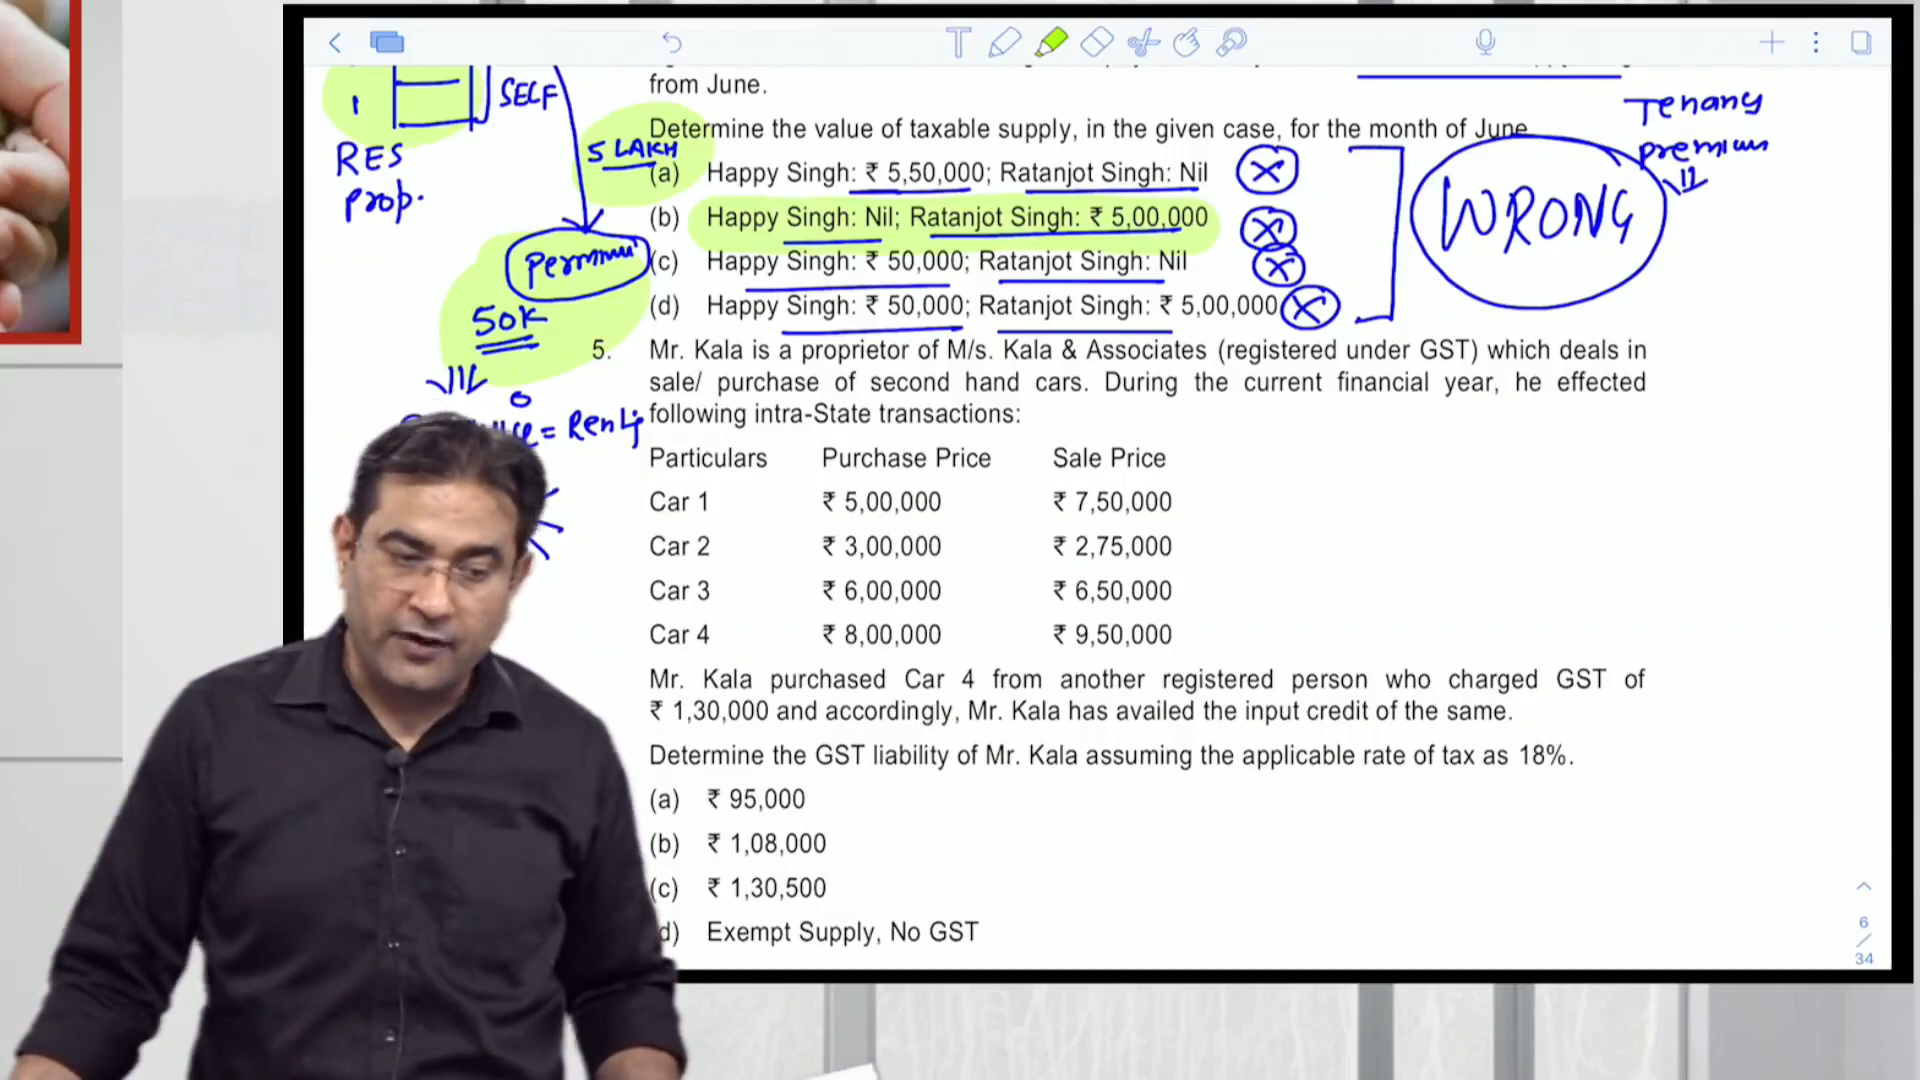 from June.
Determine the value of taxable supply, in the given case, for the month of June
(a) Happy Singh: ₹ 5,50,000; Ratanjot Singh: Nil
(b) Happy Singh: Nil; Ratanjot Singh: ₹ 5,00,000
(c) Happy Singh: ₹ 50,000; Ratanjot Singh: Nil
(d) Happy Singh: ₹ 50,000; Ratanjot Singh: ₹ 5,00,000
1
SELF
RES
Prop.
5 LAKH
50K
= Renti
Tenancy
premium
WRONG
5. Mr. Kala is a proprietor of M/s. Kala & Associates (registered under GST) which deals in
sale/ purchase of second hand cars. During the current financial year, he effected
following intra-State transactions:
Particulars Purchase Price Sale Price
Car 1 ₹ 5,00,000 ₹ 7,50,000
Car 2 ₹ 3,00,000 ₹ 2,75,000
Car 3 ₹ 6,00,000 ₹ 6,50,000
Car 4 ₹ 8,00,000 ₹ 9,50,000
Mr. Kala purchased Car 4 from another registered person who charged GST of
₹ 1,30,000 and accordingly, Mr. Kala has availed the input credit of the same.
Determine the GST liability of Mr. Kala assuming the applicable rate of tax as 18%.
(a) ₹ 95,000
(b) ₹ 1,08,000
(c) ₹ 1,30,500
d) Exempt Supply, No GST
6
/
34